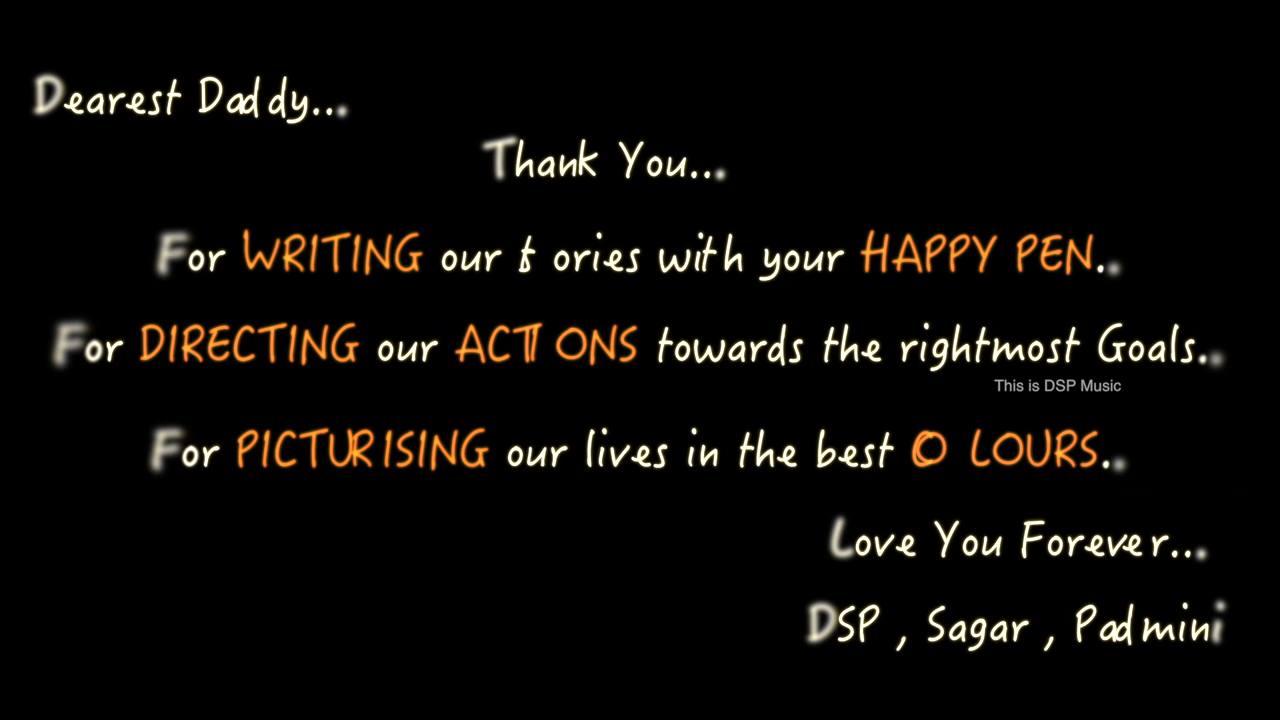 Dearest Daddy...
Thank You...
For WRITING our stories with your HAPPY PEN..
For DIRECTING our ACTIONS towards the rightmost Goals..
This is DSP Music
For PICTURISING our lives in the best COLOURS..
Love You Forever...
DSP , Sagar , Padmini